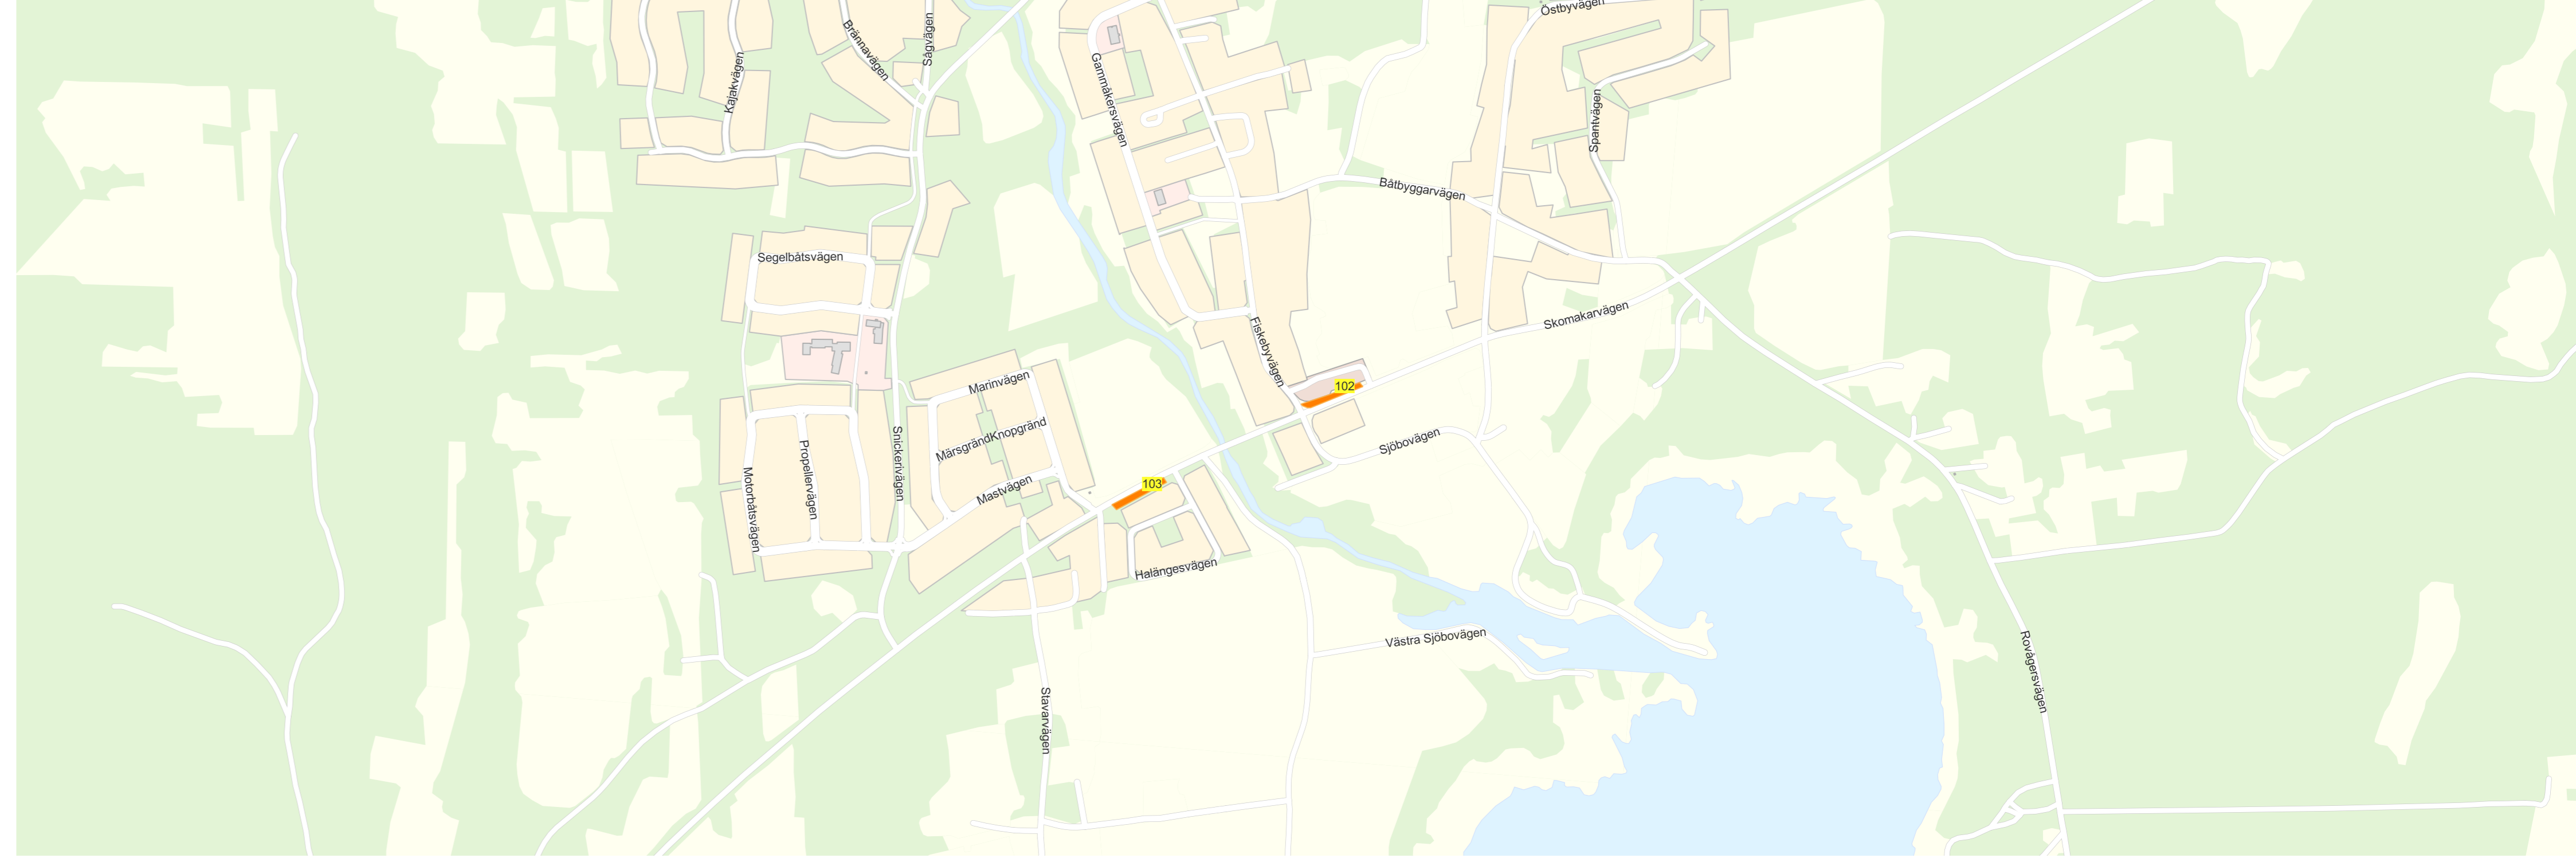 Östbyvägen
Brännavägen
Sågvägen
Kajakvägen
Gammåkersvägen
Spantvägen
Båtbyggarvägen
Segelbåtsvägen
Skomakarvägen
Fiskebyvägen
Marinvägen
102
MärsgrändKnopgränd
Sjöbovägen
Snickerivägen
Propellervägen
Motorbåtsvägen
Mastvägen
103
Halängesvägen
Västra Sjöbovägen
Rovågersvägen
Stavarvägen